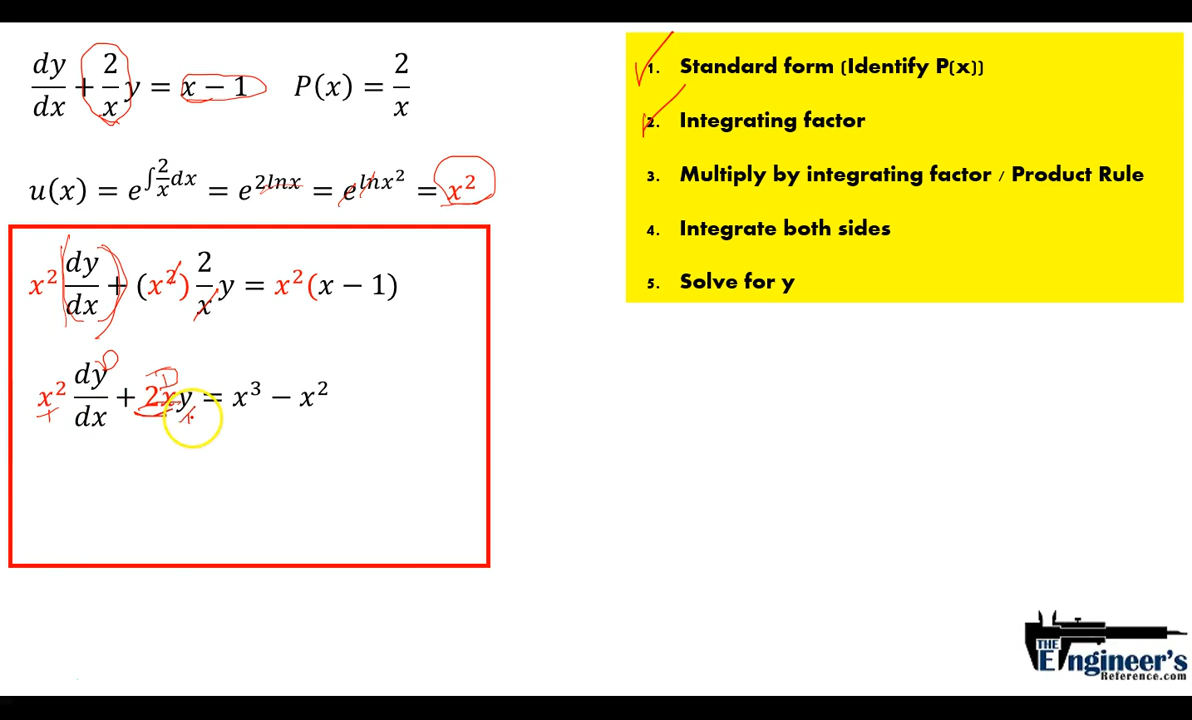 dy/dx + 2/x y = x − 1 P(x) = 2/x
u(x) = e^∫2/x dx = e^2lnx = e^lnx² = x²
x² dy/dx + (x²) 2/x y = x²(x − 1)
x² dy/dx + 2xy = x³ − x²
1. Standard form (Identify P(x))
2. Integrating factor
3. Multiply by integrating factor / Product Rule
4. Integrate both sides
5. Solve for y
THE
Engineer's
Reference.com